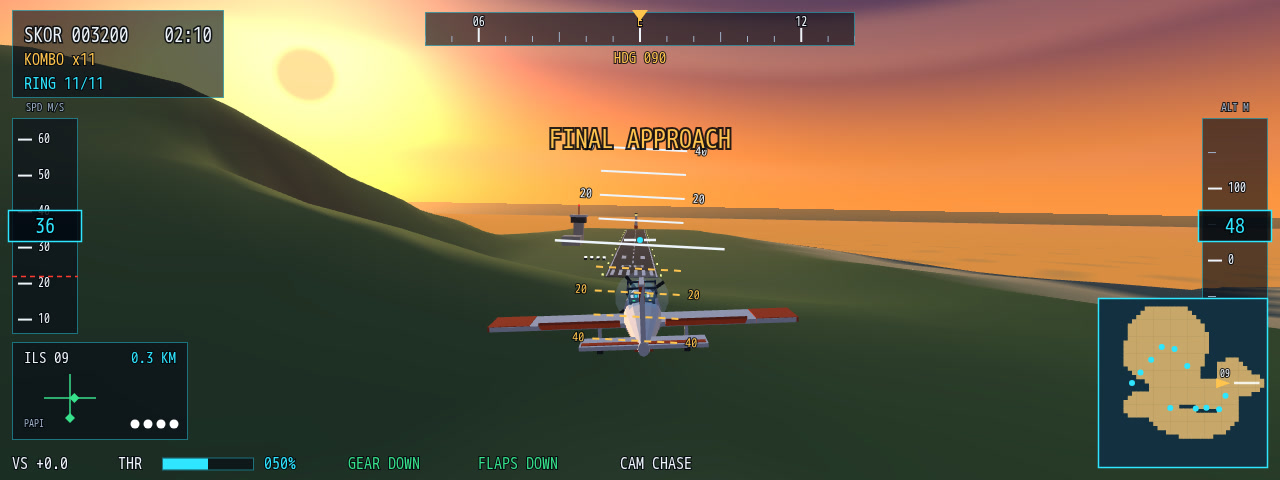 SKOR 003200 02:10
KOMBO x11
RING 11/11
06 E 12
HDG 090
SPD M/S
60
50
40
36
30
20
10
ALT M
100
48
0
FINAL APPROACH
40
20 20
20 20
40 40
ILS 09 0.3 KM
PAPI
09
VS +0.0 THR 050% GEAR DOWN FLAPS DOWN CAM CHASE